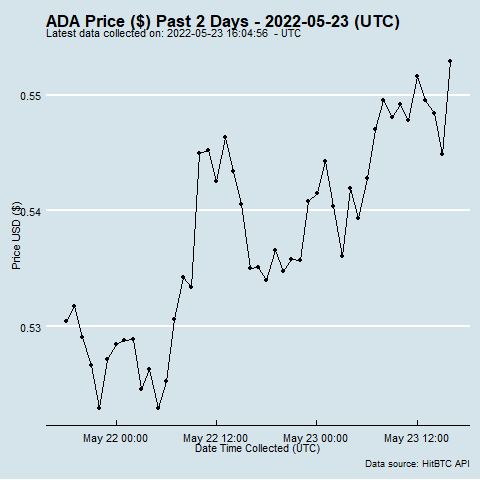 ADA Price ($) Past 2 Days - 2022-05-23 (UTC)
Latest data collected on: 2022-05-23 16:04:56  - UTC
0.55
0.54
0.53
Price USD ($)
May 22 00:00
May 22 12:00
May 23 00:00
May 23 12:00
Date Time Collected (UTC)
Data source: HitBTC API